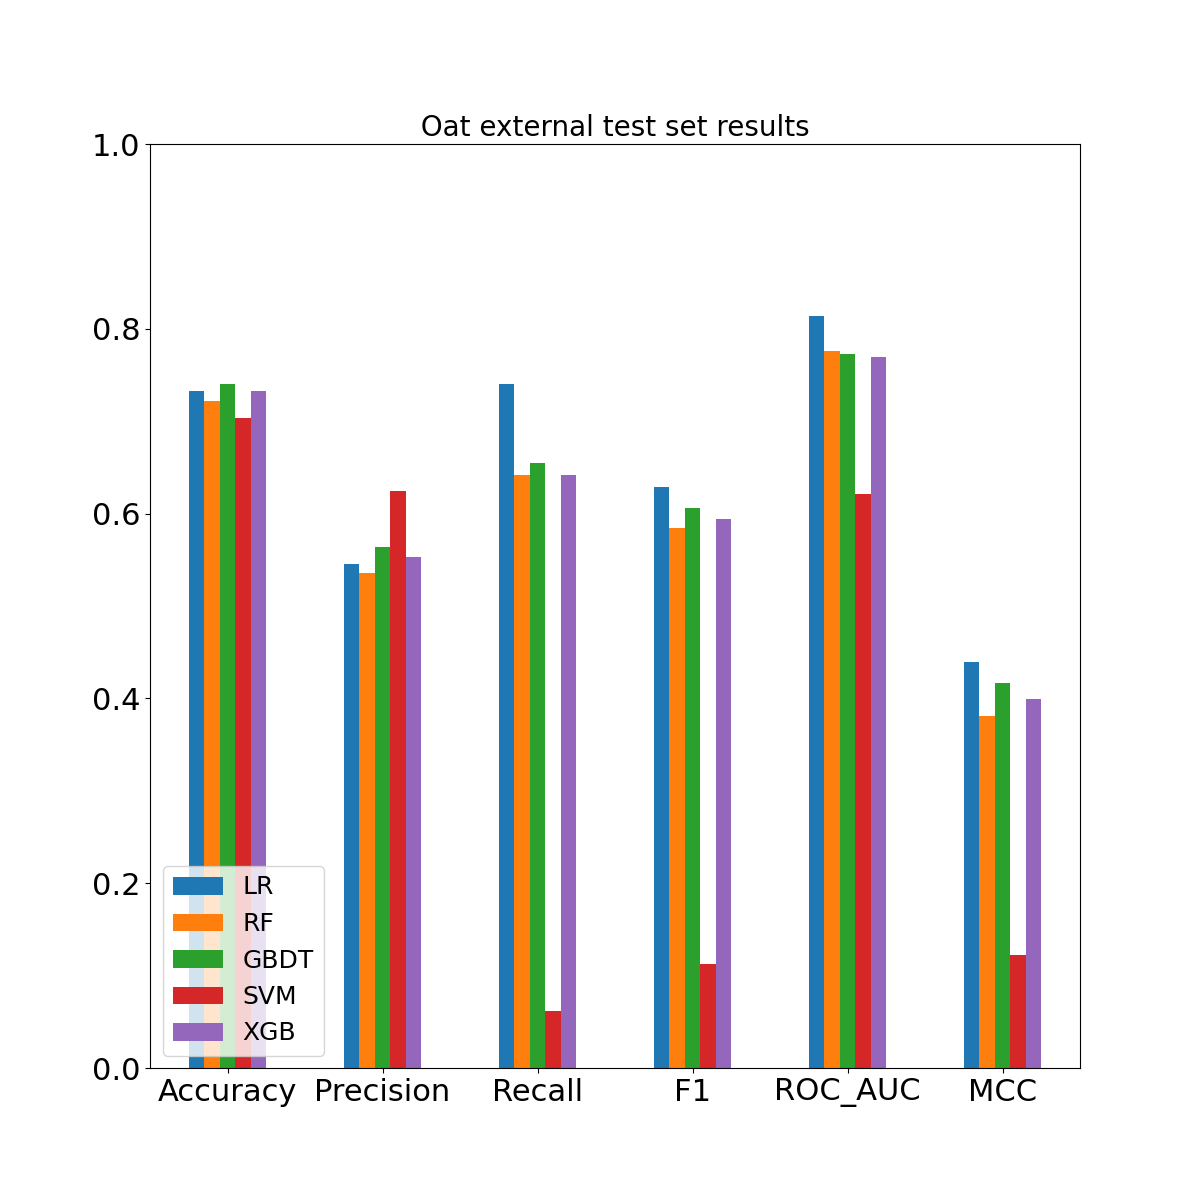 Oat external test set results
1.0
0.8
0.6
0.4
0.2
0.0
LR
RF
GBDT
SVM
XGB
Accuracy Precision Recall F1 ROC_AUC MCC